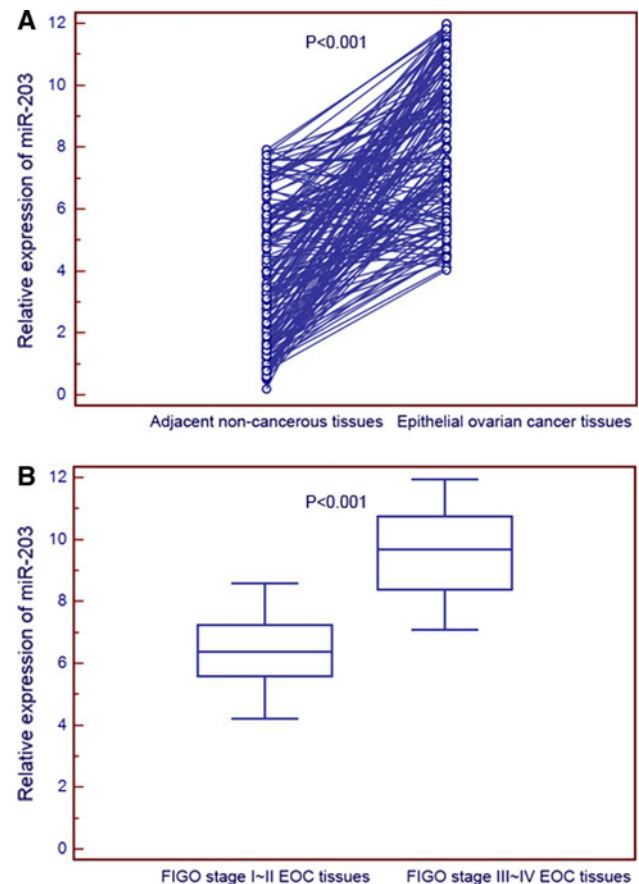 A
P<0.001
Relative expression of miR-203
12
10
8
6
4
2
0
Adjacent non-cancerous tissues
Epithelial ovarian cancer tissues
B
P<0.001
Relative expression of miR-203
12
10
8
6
4
2
0
FIGO stage I~II EOC tissues
FIGO stage III~IV EOC tissues